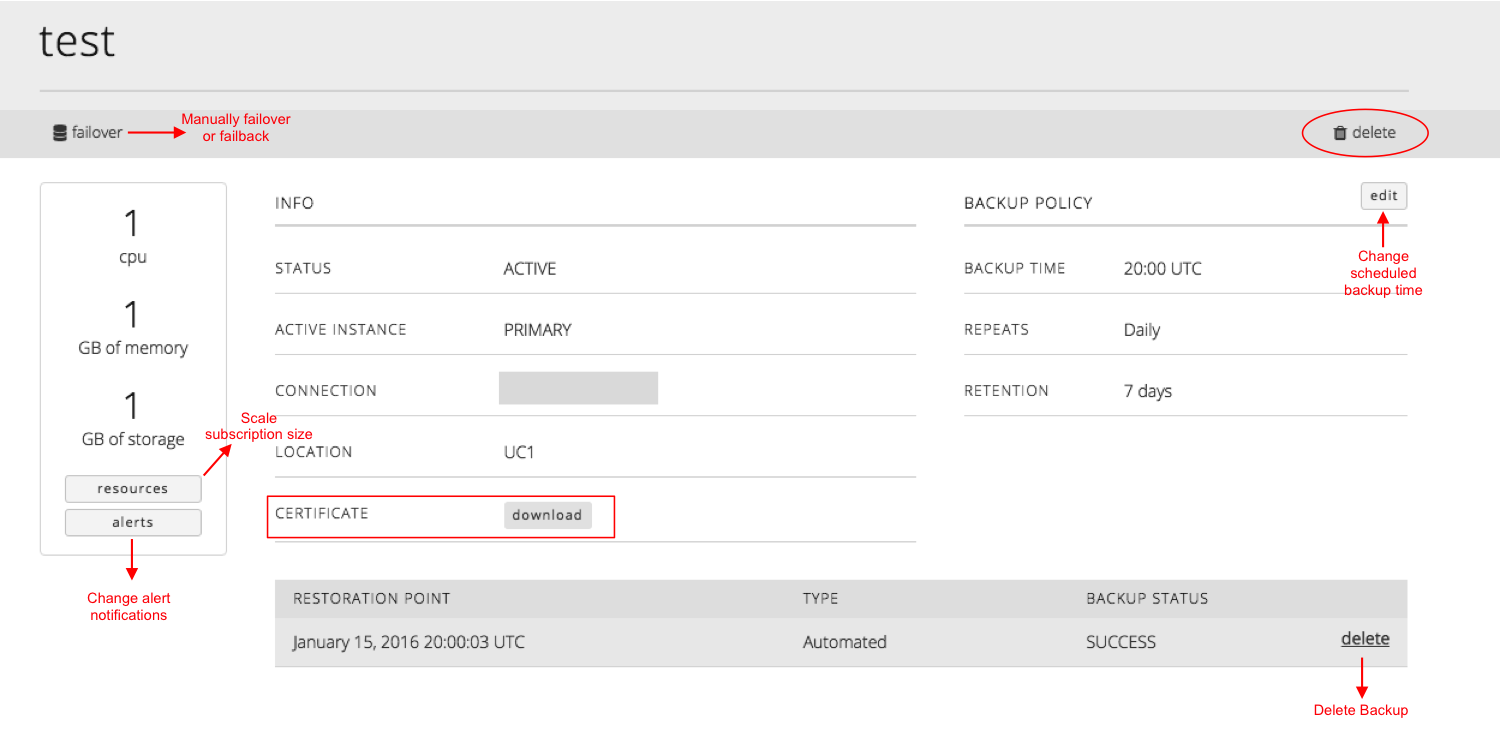 test
failover
Manually failover
or failback
delete
1
cpu
1
GB of memory
1
GB of storage
Scale
subscription size
resources
alerts
Change alert
notifications
INFO
STATUS ACTIVE
ACTIVE INSTANCE PRIMARY
CONNECTION
LOCATION UC1
CERTIFICATE download
BACKUP POLICY edit
Change
scheduled
backup time
BACKUP TIME 20:00 UTC
REPEATS Daily
RETENTION 7 days
RESTORATION POINT TYPE BACKUP STATUS
January 15, 2016 20:00:03 UTC Automated SUCCESS delete
Delete Backup